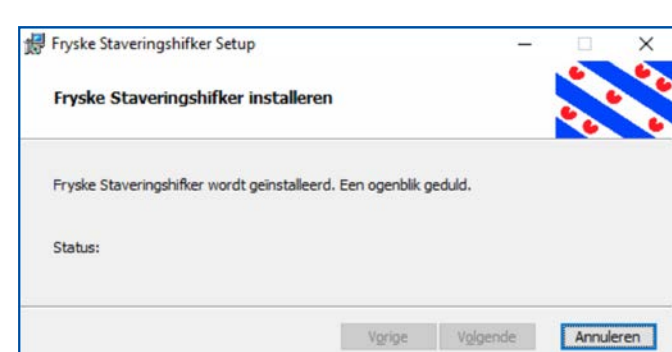 Fryske Staveringshifker Setup
Fryske Staveringshifker installeren
Fryske Staveringshifker wordt geïnstalleerd. Een ogenblik geduld.
Status:
Vorige Volgende Annuleren